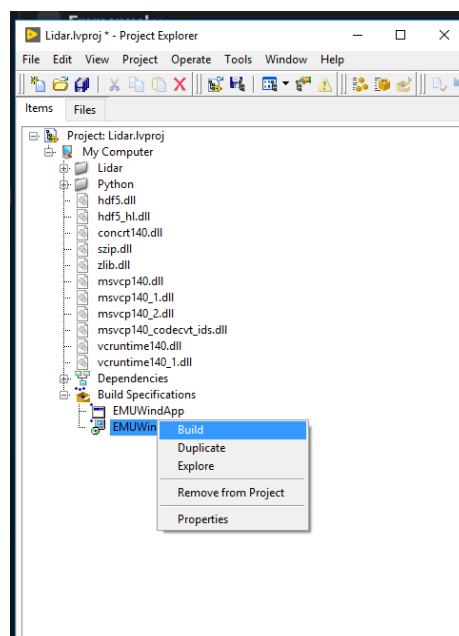 Lidar.lvproj * - Project Explorer
File Edit View Project Operate Tools Window Help
Items Files
Project: Lidar.lvproj
My Computer
Lidar
Python
hdf5.dll
hdf5_hl.dll
concrt140.dll
szip.dll
zlib.dll
msvcp140.dll
msvcp140_1.dll
msvcp140_2.dll
msvcp140_codecvt_ids.dll
vcruntime140.dll
vcruntime140_1.dll
Dependencies
Build Specifications
EMUWindApp
EMUWin
Build
Duplicate
Explore
Remove from Project
Properties